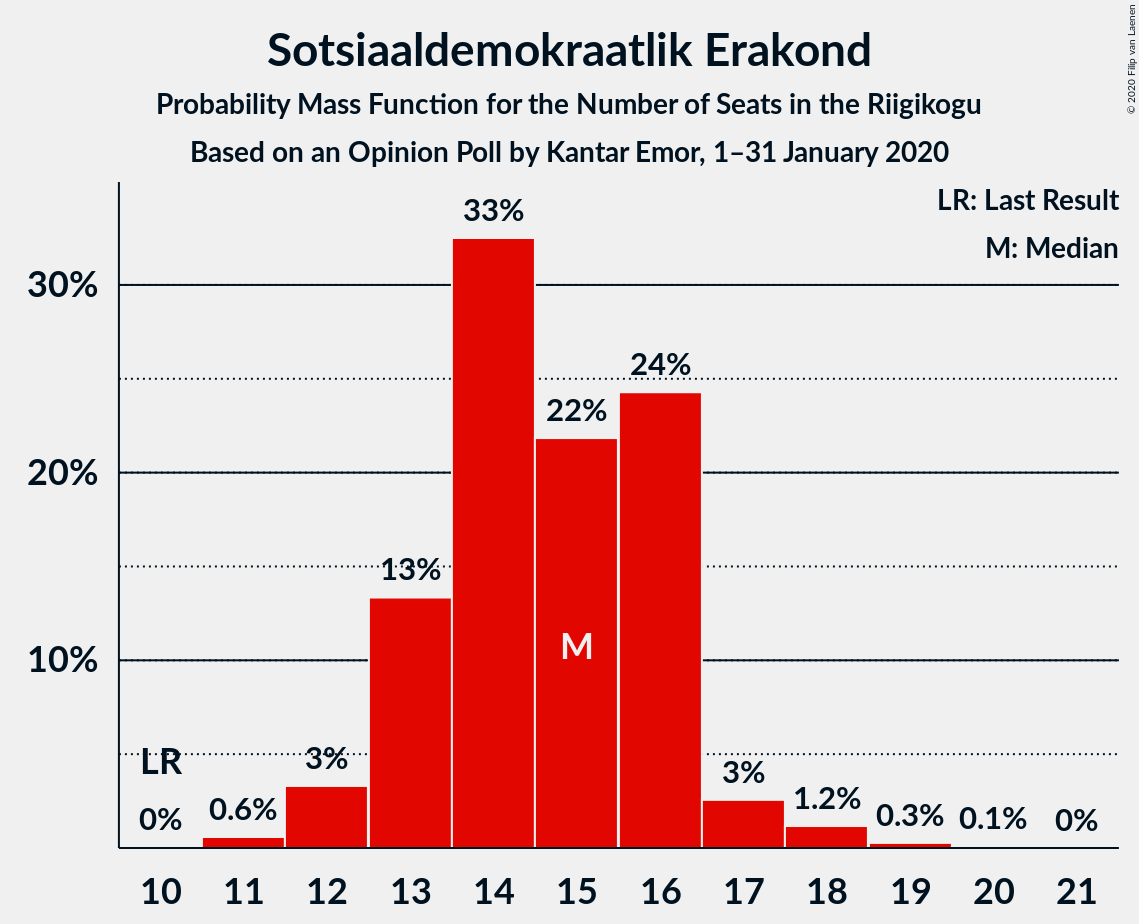 Sotsiaaldemokraatlik Erakond
Probability Mass Function for the Number of Seats in the Riigikogu
Based on an Opinion Poll by Kantar Emor, 1–31 January 2020
© 2020 Filip van Laenen
LR: Last Result
M: Median
33%
30%
24%
22%
20%
13%
M
10%
LR
3%
3%
1.2%
0.6%
0.3%
0.1%
0%
0%
10 11 12 13 14 15 16 17 18 19 20 21